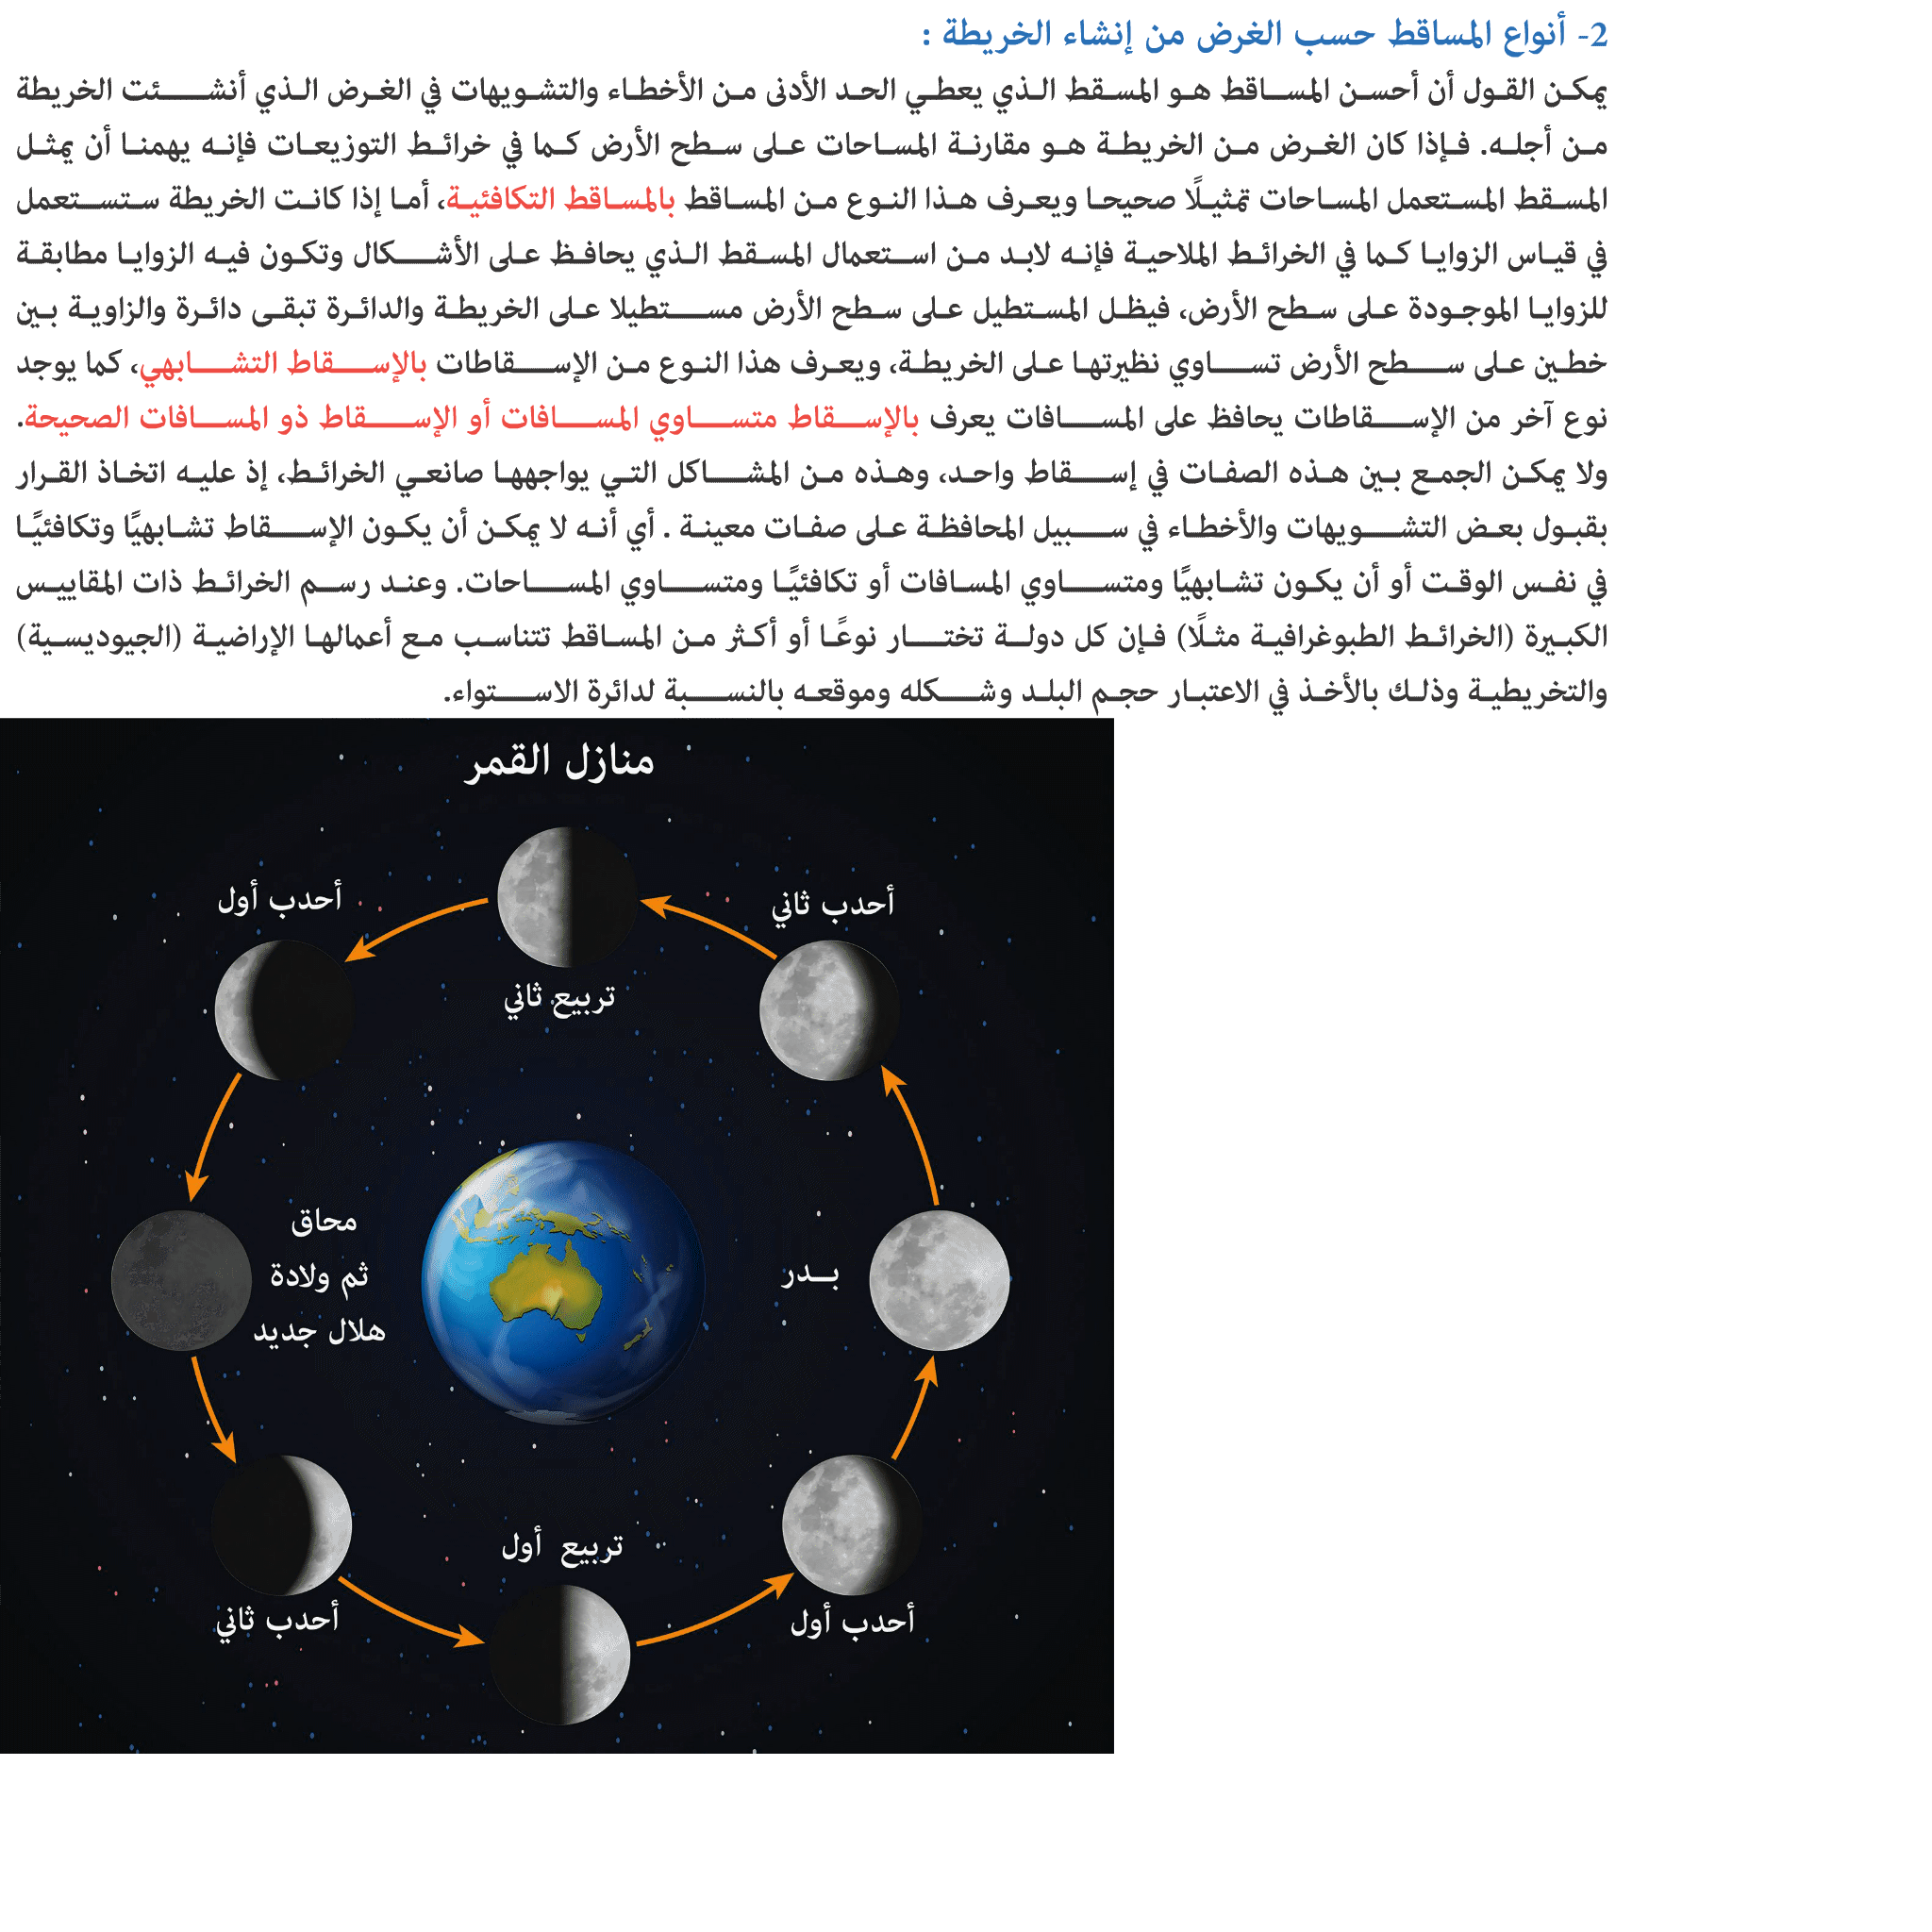 2- أنواع المساقط حسب الغرض من إنشاء الخريطة :
يمكن القول أن أحسن المساقط هو المسقط الذي يعطي الحد الأدنى من الأخطاء والتشويهات في الغرض الذي أنشئت الخريطة
من أجله. فإذا كان الغرض من الخريطة هو مقارنة المساحات على سطح الأرض كما في خرائط التوزيعات فإنه يهمنا أن يمثل
المسقط المستعمل المساحات تمثيلًا صحيحا ويعرف هذا النوع من المساقط بالمساقط التكافئية، أما إذا كانت الخريطة ستستعمل
في قياس الزوايا كما في الخرائط الملاحية فإنه لابد من استعمال المسقط الذي يحافظ على الأشكال وتكون فيه الزوايا مطابقة
للزوايا الموجودة على سطح الأرض، فيظل المستطيل على سطح الأرض مستطيلا على الخريطة والدائرة تبقى دائرة والزاوية بين
خطين على سطح الأرض تساوي نظيرتها على الخريطة، ويعرف هذا النوع من الإسقاطات بالإسقاط التشابهي، كما يوجد
نوع آخر من الإسقاطات يحافظ على المسافات يعرف بالإسقاط متساوي المسافات أو الإسقاط ذو المسافات الصحيحة.
ولا يمكن الجمع بين هذه الصفات في إسقاط واحد، وهذه من المشاكل التي يواجهها صانعي الخرائط، إذ عليه اتخاذ القرار
بقبول بعض التشويهات والأخطاء في سبيل المحافظة على صفات معينة . أي أنه لا يمكن أن يكون الإسقاط تشابهيًا وتكافئيًا
في نفس الوقت أو أن يكون تشابهيًا ومتساوي المسافات أو تكافئيًا ومتساوي المساحات. وعند رسم الخرائط ذات المقاييس
الكبيرة (الخرائط الطبوغرافية مثلًا) فإن كل دولة تختار نوعًا أو أكثر من المساقط تتناسب مع أعمالها الإراضية (الجيوديسية)
والتخريطية وذلك بالأخذ في الاعتبار حجم البلد وشكله وموقعه بالنسبة لدائرة الاستواء.
منازل القمر
أحدب ثاني
أحدب أول
تربيع ثاني
محاق
ثم ولادة
هلال جديد
بدر
تربيع أول
أحدب أول
أحدب ثاني